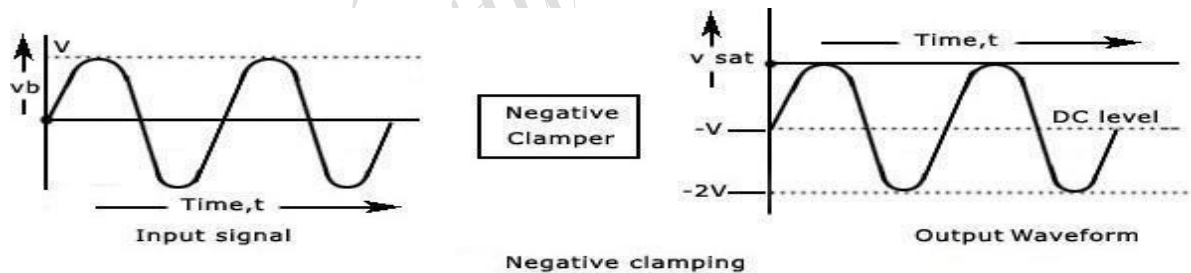 V
vb
Time,t
Input signal
Negative
Clamper
Time,t
v sat
-V
DC level
-2V
Output Waveform
Negative clamping